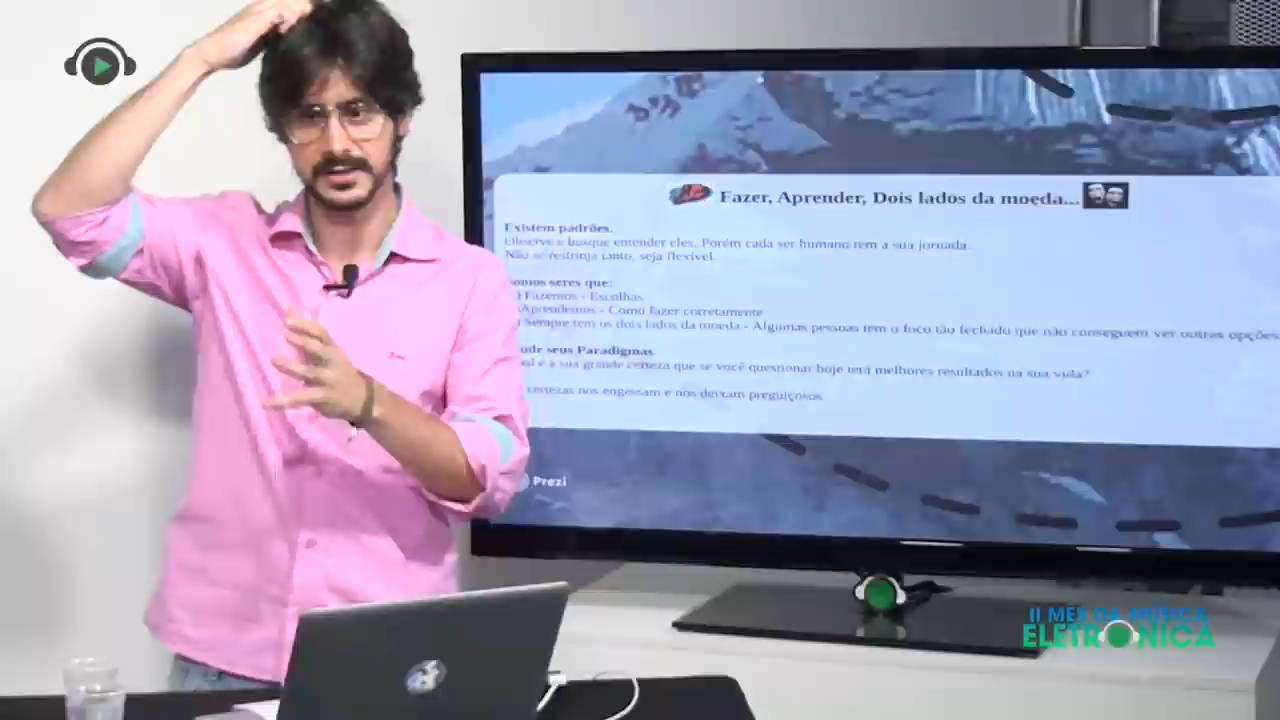 Fazer, Aprender, Dois lados da moeda...
Existem padrões.
Observe e busque entender eles. Porém cada ser humano tem a sua jornada.
Não se restrinja tanto, seja flexível.
somos seres que:
) Fazemos - Escolhas
Aprendemos - Como fazer corretamente
) Sempre tem os dois lados da moeda - Algumas pessoas tem o foco tão fechado que não conseguem ver outras opções
seus Paradigmas
é a sua grande certeza que se você questionar hoje terá melhores resultados na sua vida?
certezas nos engessam e nos deixam preguiçosos
Prezi
II MÊS DA MÚSICA
ELETRÔNICA